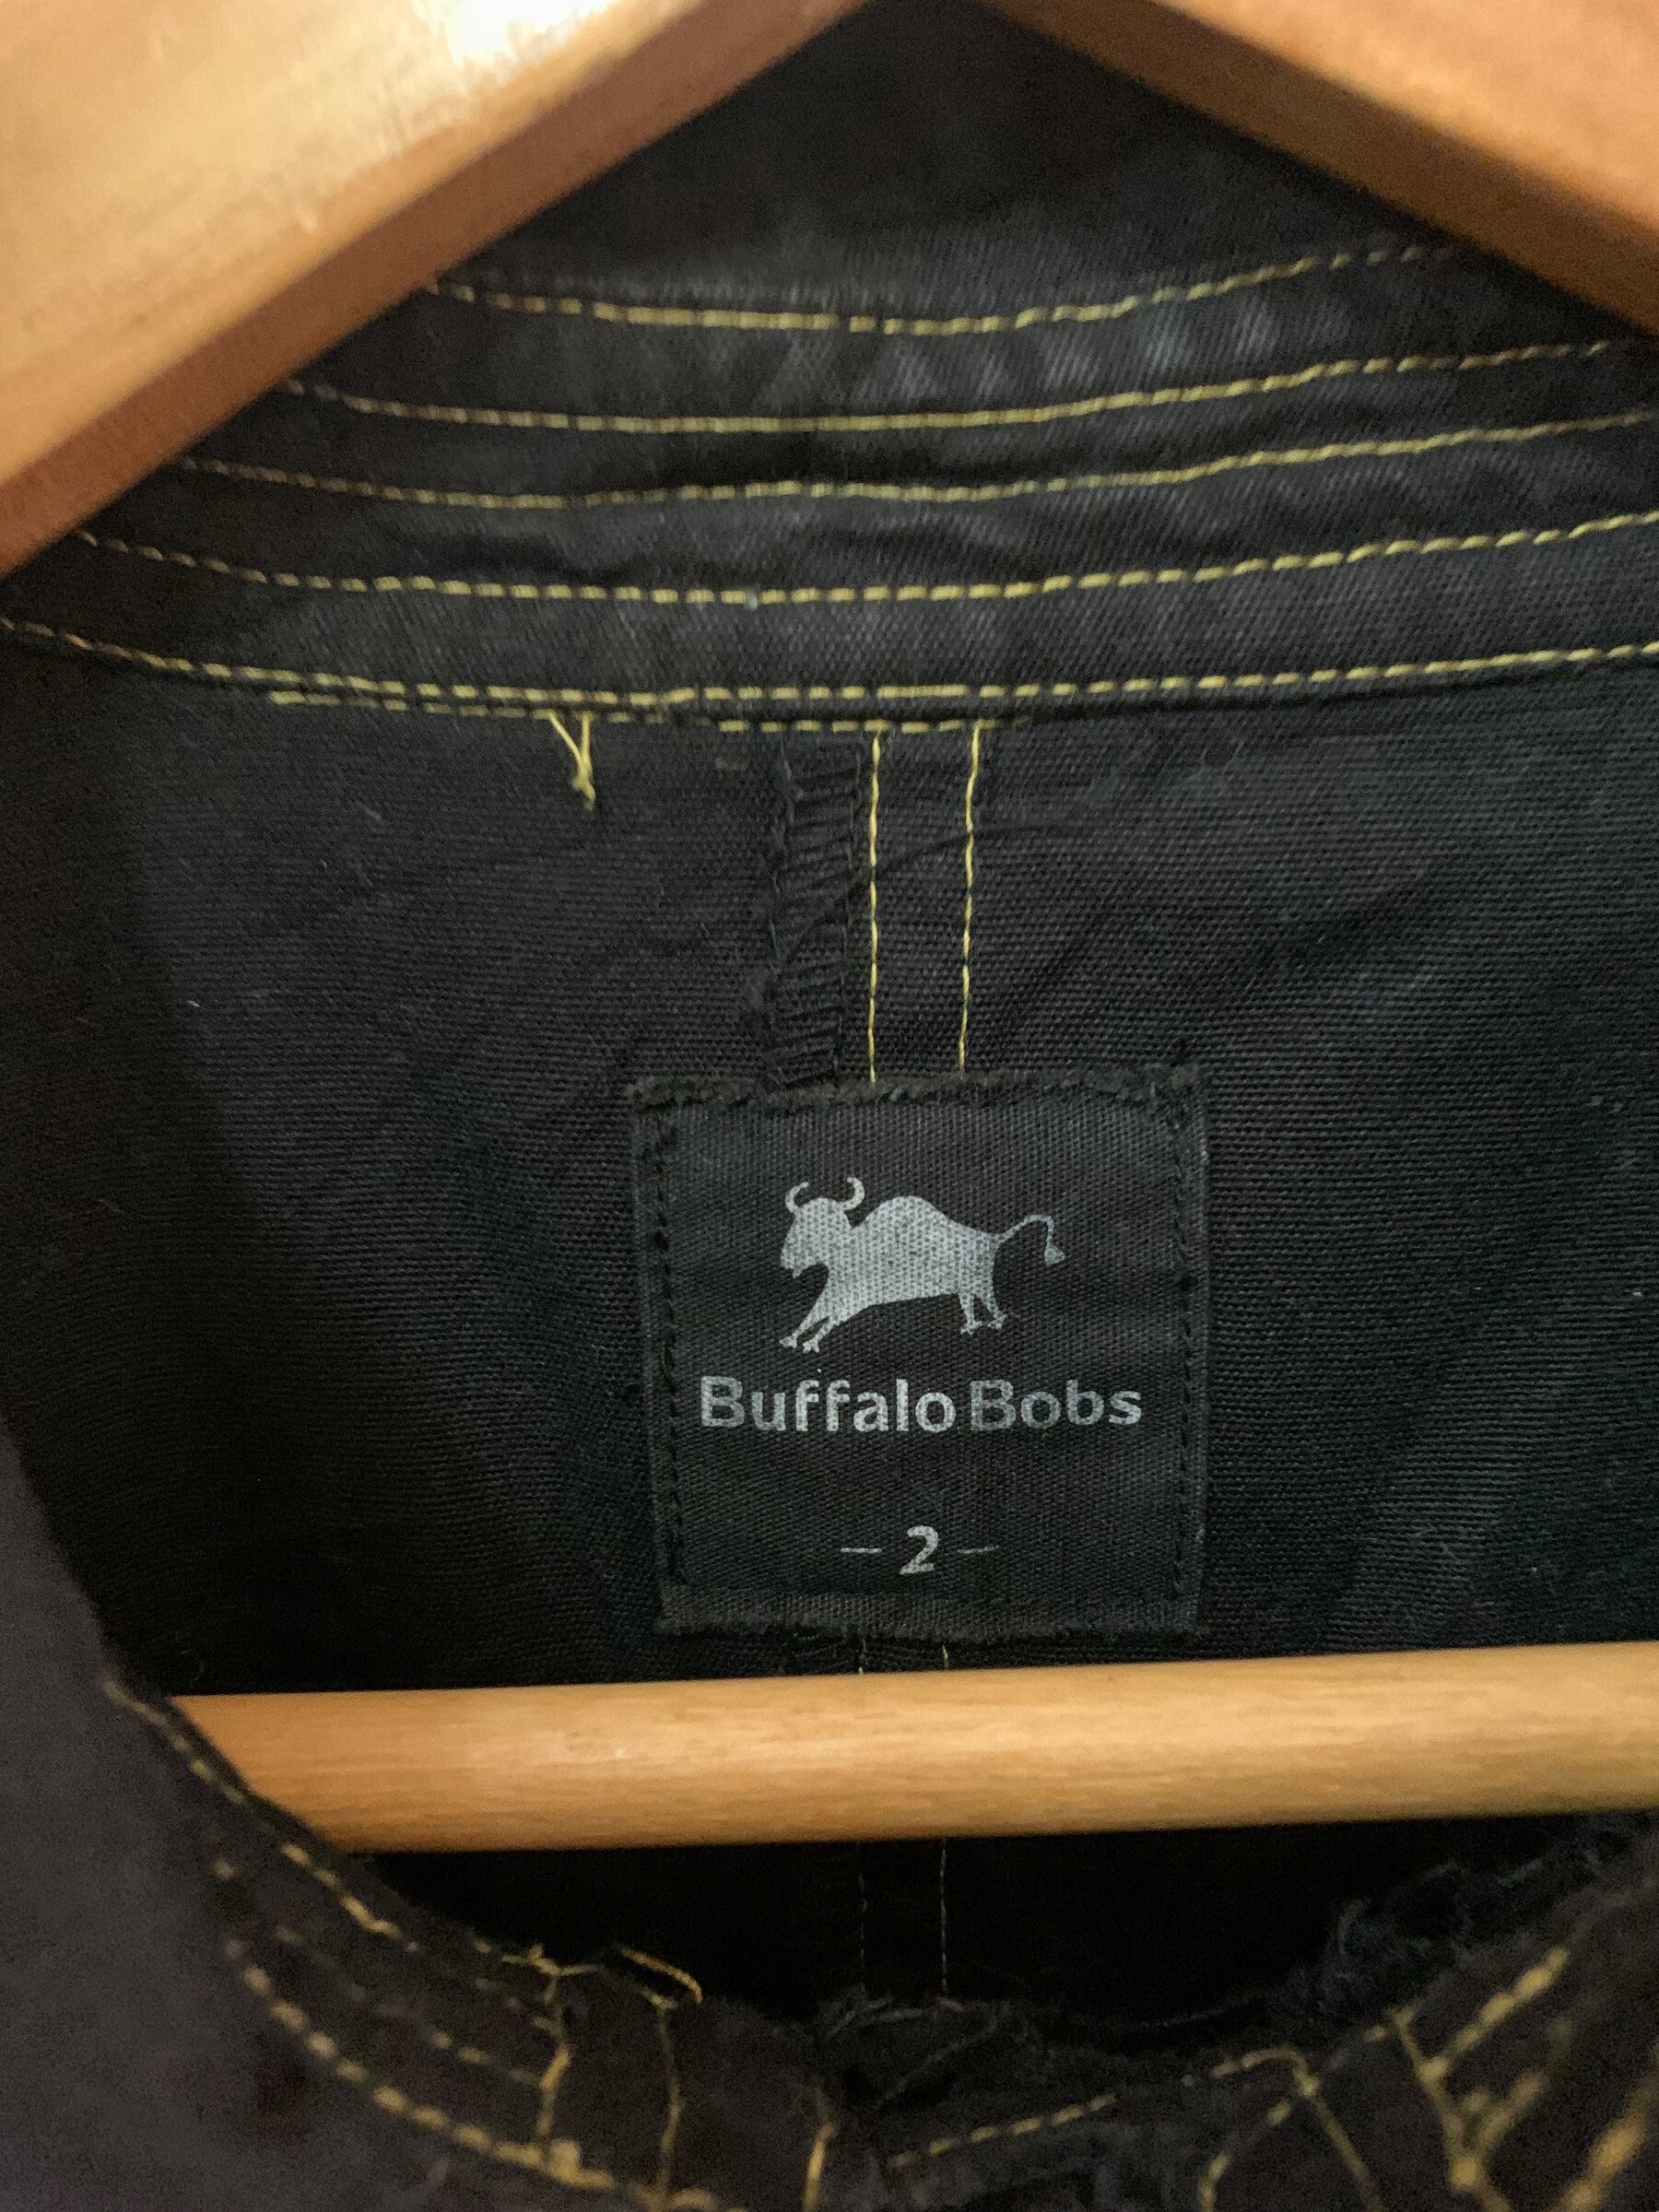 Buffalo Bobs
– 2 –